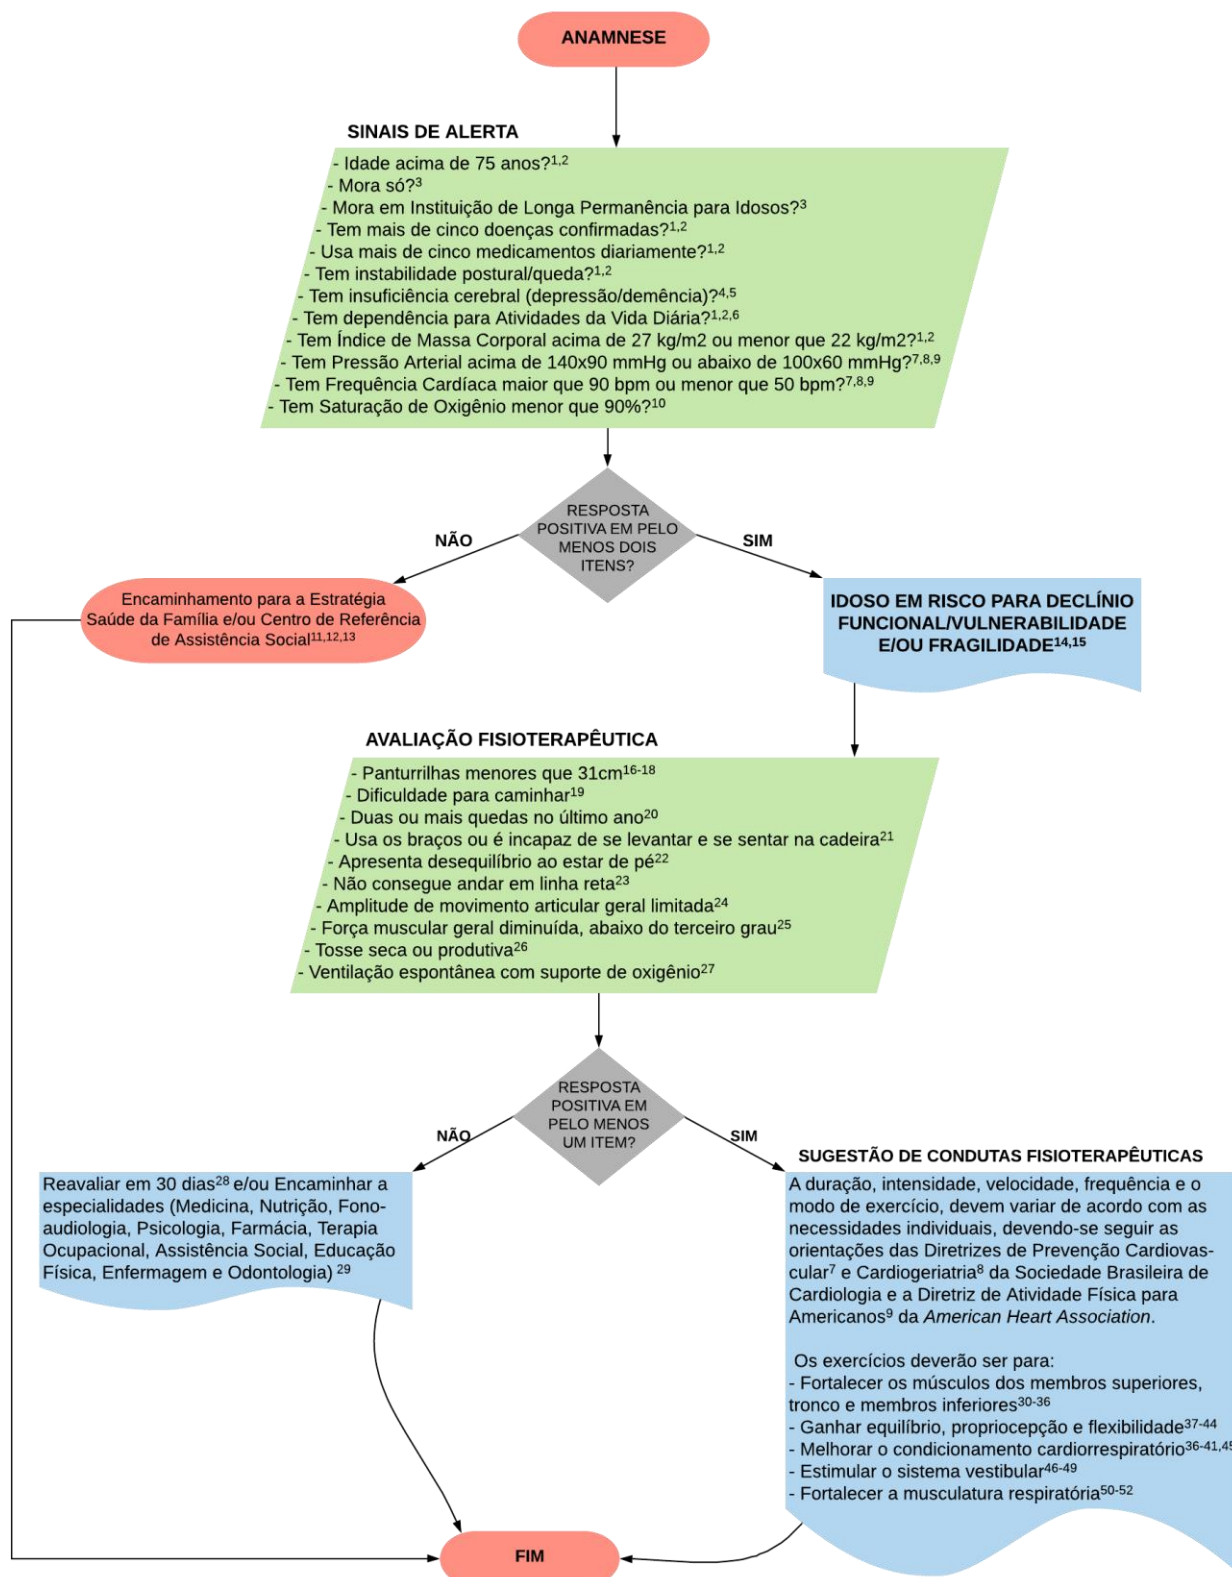 ANAMNESE
SINAIS DE ALERTA
- Idade acima de 75 anos?1,2
- Mora só?3
- Mora em Instituição de Longa Permanência para Idosos?3
- Tem mais de cinco doenças confirmadas?1,2
- Usa mais de cinco medicamentos diariamente?1,2
- Tem instabilidade postural/queda?1,2
- Tem insuficiência cerebral (depressão/demência)?4,5
- Tem dependência para Atividades da Vida Diária?1,2,6
- Tem Índice de Massa Corporal acima de 27 kg/m2 ou menor que 22 kg/m2?1,2
- Tem Pressão Arterial acima de 140x90 mmHg ou abaixo de 100x60 mmHg?7,8,9
- Tem Frequência Cardíaca maior que 90 bpm ou menor que 50 bpm?7,8,9
- Tem Saturação de Oxigênio menor que 90%?10
RESPOSTA
POSITIVA EM PELO
MENOS DOIS
ITENS?
NÃO
SIM
Encaminhamento para a Estratégia
Saúde da Família e/ou Centro de Referência
de Assistência Social11,12,13
IDOSO EM RISCO PARA DECLÍNIO
FUNCIONAL/VULNERABILIDADE
E/OU FRAGILIDADE14,15
AVALIAÇÃO FISIOTERAPÊUTICA
- Panturrilhas menores que 31cm16-18
- Dificuldade para caminhar19
- Duas ou mais quedas no último ano20
- Usa os braços ou é incapaz de se levantar e se sentar na cadeira21
- Apresenta desequilíbrio ao estar de pé22
- Não consegue andar em linha reta23
- Amplitude de movimento articular geral limitada24
- Força muscular geral diminuída, abaixo do terceiro grau25
- Tosse seca ou produtiva26
- Ventilação espontânea com suporte de oxigênio27
RESPOSTA
POSITIVA EM
PELO MENOS
UM ITEM?
NÃO
SIM
Reavaliar em 30 dias28 e/ou Encaminhar a
especialidades (Medicina, Nutrição, Fono-
audiologia, Psicologia, Farmácia, Terapia
Ocupacional, Assistência Social, Educação
Física, Enfermagem e Odontologia) 29
SUGESTÃO DE CONDUTAS FISIOTERAPÊUTICAS
A duração, intensidade, velocidade, frequência e o
modo de exercício, devem variar de acordo com as
necessidades individuais, devendo-se seguir as
orientações das Diretrizes de Prevenção Cardiovas-
cular7 e Cardiogeriatria8 da Sociedade Brasileira de
Cardiologia e a Diretriz de Atividade Física para
Americanos9 da American Heart Association.
Os exercícios deverão ser para:
- Fortalecer os músculos dos membros superiores,
tronco e membros inferiores30-36
- Ganhar equilíbrio, propriocepção e flexibilidade37-44
- Melhorar o condicionamento cardiorrespiratório36-41,45
- Estimular o sistema vestibular46-49
- Fortalecer a musculatura respiratória50-52
FIM